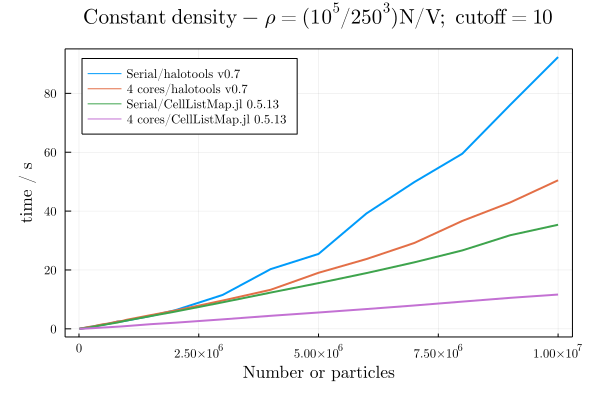 Constant density − ρ = (10⁵/250³)N/V; cutoff = 10
Serial/halotools v0.7
4 cores/halotools v0.7
Serial/CellListMap.jl 0.5.13
4 cores/CellListMap.jl 0.5.13
time / s
80
60
40
20
0
0 2.50×10⁶ 5.00×10⁶ 7.50×10⁶ 1.00×10⁷
Number or particles